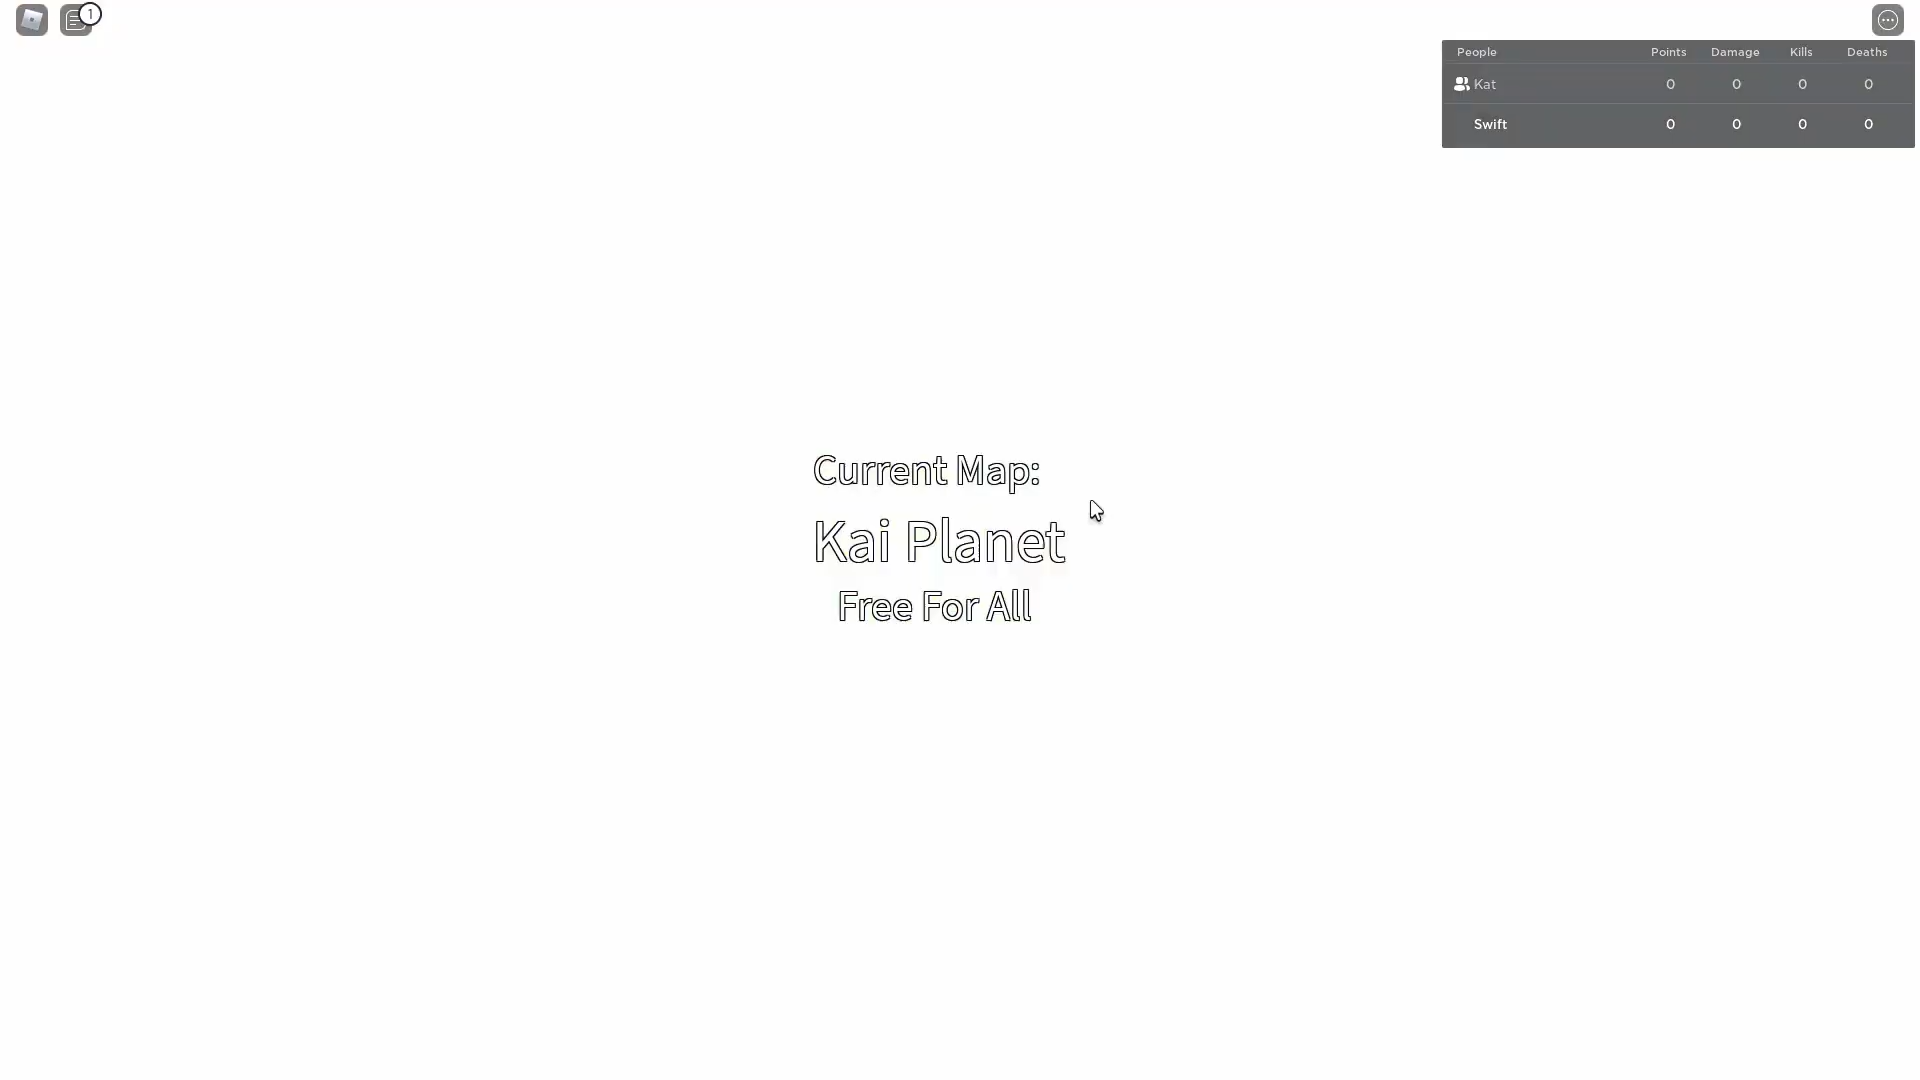 1
People Points Damage Kills Deaths
Kat 0 0 0 0
Swift 0 0 0 0
Current Map:
Kai Planet
Free For All